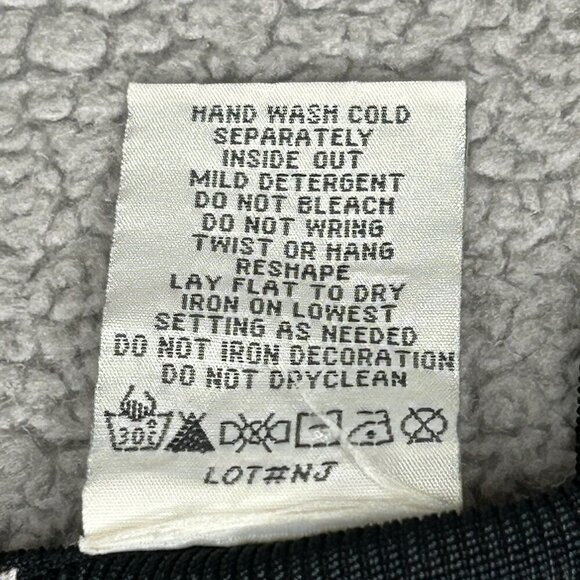 HAND WASH COLD
SEPARATELY
INSIDE OUT
MILD DETERGENT
DO NOT BLEACH
DO NOT WRING
TWIST OR HANG
RESHAPE
LAY FLAT TO DRY
IRON ON LOWEST
SETTING AS NEEDED
DO NOT IRON DECORATION
DO NOT DRYCLEAN
30°
LOT#NJ